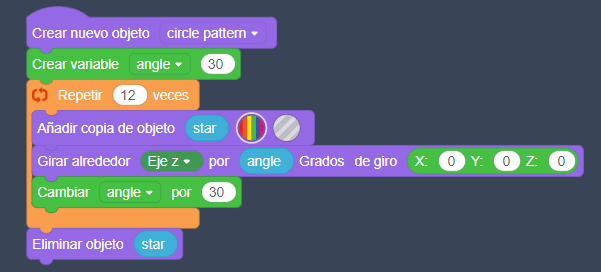 Crear nuevo objeto circle pattern
Crear variable angle 30
Repetir 12 veces
Añadir copia de objeto star
Girar alrededor Eje z por angle Grados de giro X: 0 Y: 0 Z: 0
Cambiar angle por 30
Eliminar objeto star